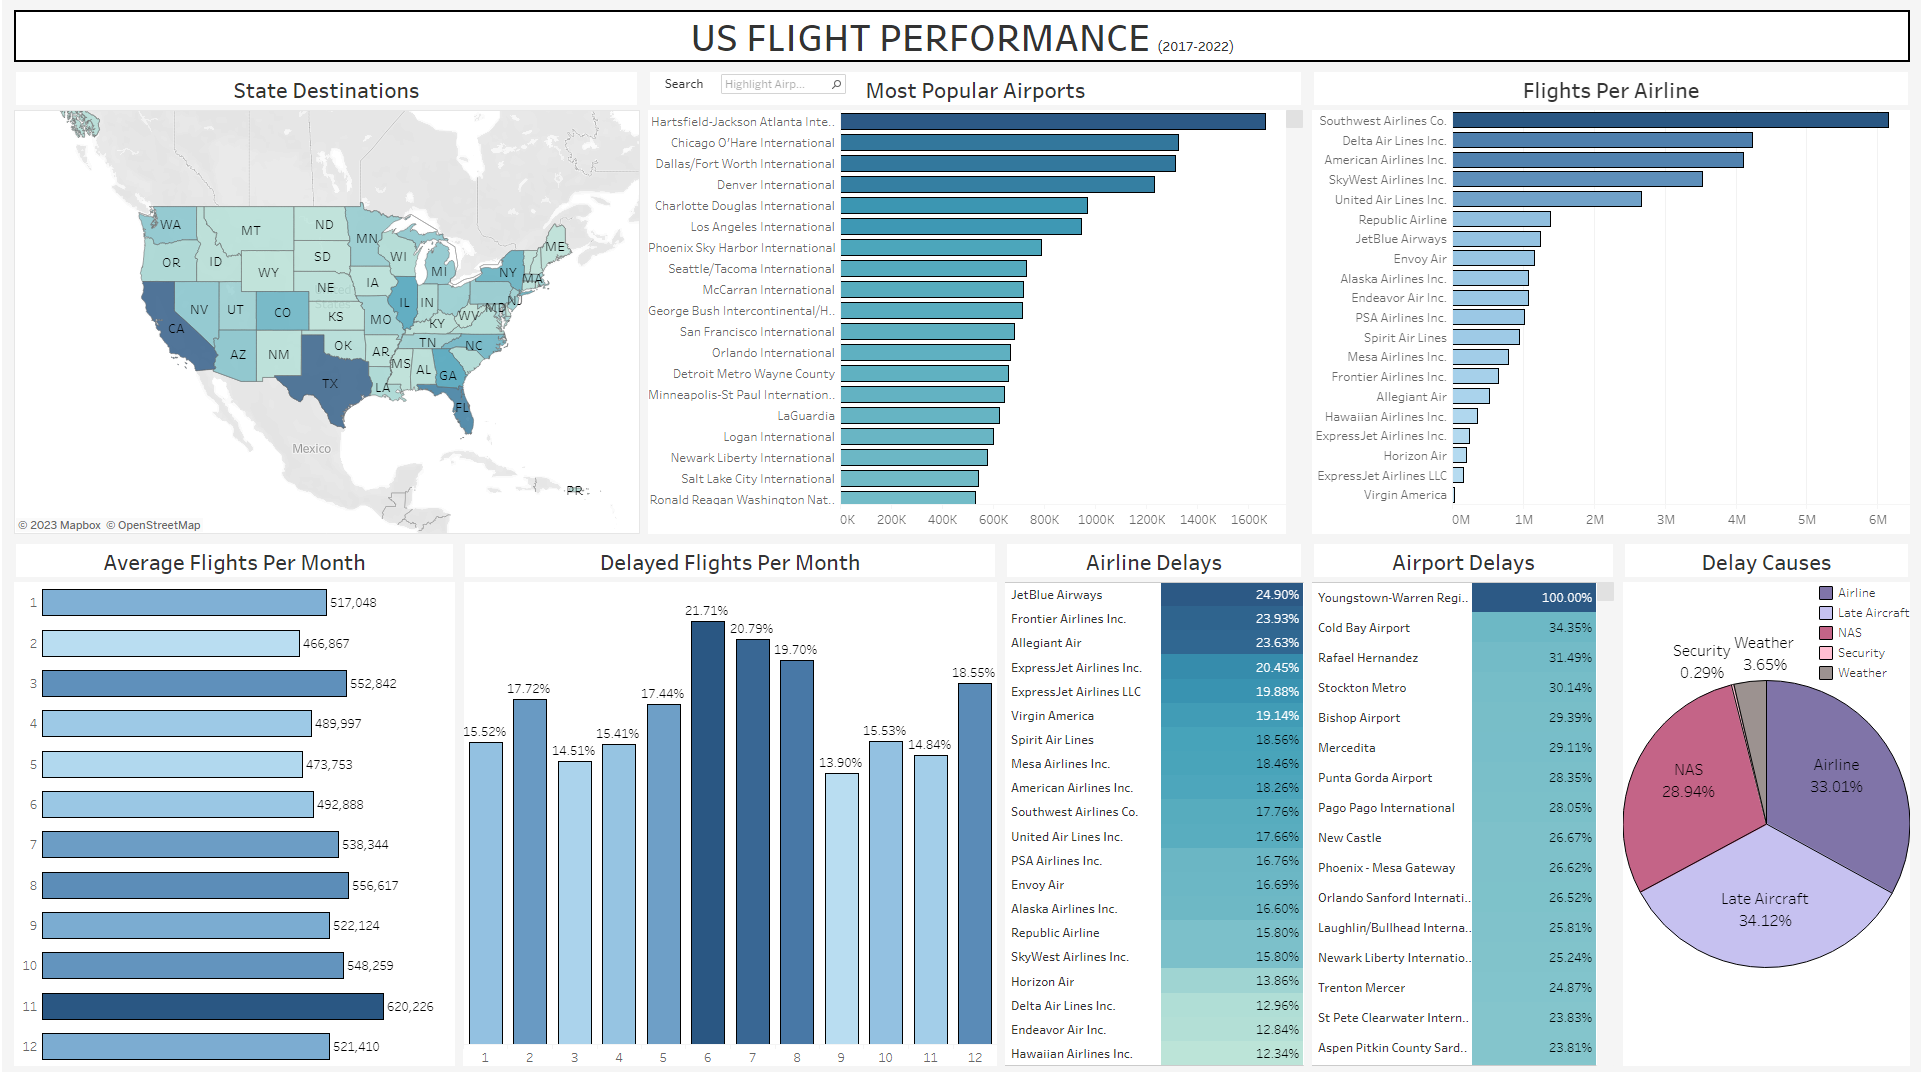 US FLIGHT PERFORMANCE (2017-2022)
State Destinations
WA
MT
ND
MN
ME
OR
ID
SD
WI
WY
MI
NY
MA
NE
IA
NV
UT
CO
IL
IN
NJ
MD
KS
MO
KY
WV
CA
OK
TN
NC
AZ
NM
AR
MS
AL
GA
TX
LA
FL
Mexico
PR
© 2023 Mapbox © OpenStreetMap
Search
Highlight Airp...
Most Popular Airports
Hartsfield-Jackson Atlanta Inte..
Chicago O'Hare International
Dallas/Fort Worth International
Denver International
Charlotte Douglas International
Los Angeles International
Phoenix Sky Harbor International
Seattle/Tacoma International
McCarran International
George Bush Intercontinental/H..
San Francisco International
Orlando International
Detroit Metro Wayne County
Minneapolis-St Paul Internation..
LaGuardia
Logan International
Newark Liberty International
Salt Lake City International
Ronald Reagan Washington Nat..
0K 200K 400K 600K 800K 1000K 1200K 1400K 1600K
Flights Per Airline
Southwest Airlines Co.
Delta Air Lines Inc.
American Airlines Inc.
SkyWest Airlines Inc.
United Air Lines Inc.
Republic Airline
JetBlue Airways
Envoy Air
Alaska Airlines Inc.
Endeavor Air Inc.
PSA Airlines Inc.
Spirit Air Lines
Mesa Airlines Inc.
Frontier Airlines Inc.
Allegiant Air
Hawaiian Airlines Inc.
ExpressJet Airlines Inc.
Horizon Air
ExpressJet Airlines LLC
Virgin America
0M 1M 2M 3M 4M 5M 6M
Average Flights Per Month
1 517,048
2 466,867
3 552,842
4 489,997
5 473,753
6 492,888
7 538,344
8 556,617
9 522,124
10 548,259
11 620,226
12 521,410
Delayed Flights Per Month
15.52%
17.72%
14.51%
15.41%
17.44%
21.71%
20.79%
19.70%
13.90%
15.53%
14.84%
18.55%
1 2 3 4 5 6 7 8 9 10 11 12
Airline Delays
JetBlue Airways 24.90%
Frontier Airlines Inc. 23.93%
Allegiant Air 23.63%
ExpressJet Airlines Inc. 20.45%
ExpressJet Airlines LLC 19.88%
Virgin America 19.14%
Spirit Air Lines 18.56%
Mesa Airlines Inc. 18.46%
American Airlines Inc. 18.26%
Southwest Airlines Co. 17.76%
United Air Lines Inc. 17.66%
PSA Airlines Inc. 16.76%
Envoy Air 16.69%
Alaska Airlines Inc. 16.60%
Republic Airline 15.80%
SkyWest Airlines Inc. 15.80%
Horizon Air 13.86%
Delta Air Lines Inc. 12.96%
Endeavor Air Inc. 12.84%
Hawaiian Airlines Inc. 12.34%
Airport Delays
Youngstown-Warren Regi.. 100.00%
Cold Bay Airport 34.35%
Rafael Hernandez 31.49%
Stockton Metro 30.14%
Bishop Airport 29.39%
Mercedita 29.11%
Punta Gorda Airport 28.35%
Pago Pago International 28.05%
New Castle 26.67%
Phoenix - Mesa Gateway 26.62%
Orlando Sanford Internati.. 26.52%
Laughlin/Bullhead Interna.. 25.81%
Newark Liberty Internatio.. 25.24%
Trenton Mercer 24.87%
St Pete Clearwater Intern.. 23.83%
Aspen Pitkin County Sard.. 23.81%
Delay Causes
Airline
Late Aircraft
NAS
Security
Weather
Security
0.29%
Weather
3.65%
NAS
28.94%
Airline
33.01%
Late Aircraft
34.12%